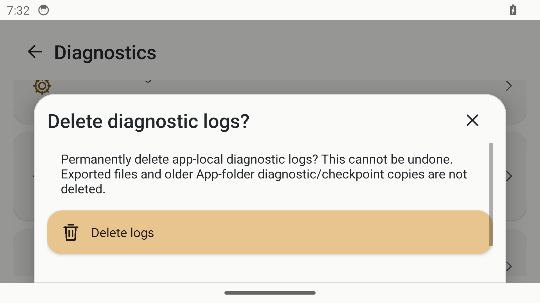 7:32
Diagnostics
Delete diagnostic logs?
Permanently delete app-local diagnostic logs? This cannot be undone.
Exported files and older App-folder diagnostic/checkpoint copies are not
deleted.
Delete logs